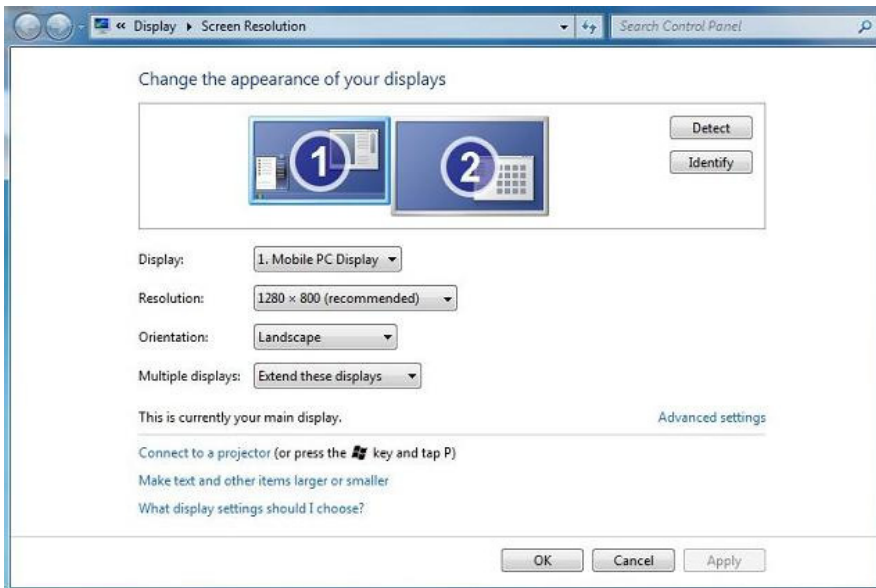 « Display ▸ Screen Resolution
Search Control Panel
Change the appearance of your displays
1
2
Detect
Identify
Display: 1. Mobile PC Display
Resolution: 1280 × 800 (recommended)
Orientation: Landscape
Multiple displays: Extend these displays
This is currently your main display. Advanced settings
Connect to a projector (or press the key and tap P)
Make text and other items larger or smaller
What display settings should I choose?
OK Cancel Apply